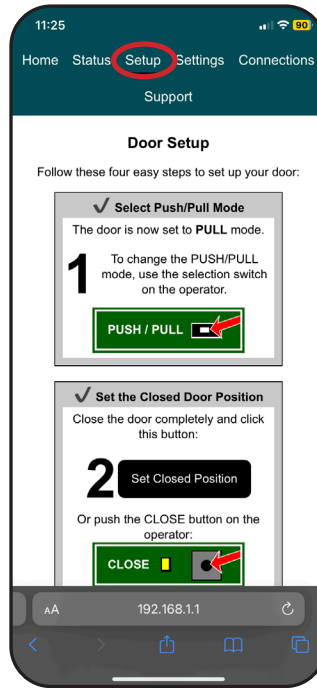 11:25
90
Home Status Setup Settings Connections
Support
Door Setup
Follow these four easy steps to set up your door:
Select Push/Pull Mode
The door is now set to PULL mode.
1
To change the PUSH/PULL
mode, use the selection switch
on the operator.
PUSH / PULL
Set the Closed Door Position
Close the door completely and click
this button:
2
Set Closed Position
Or push the CLOSE button on the
operator:
CLOSE
AA
192.168.1.1